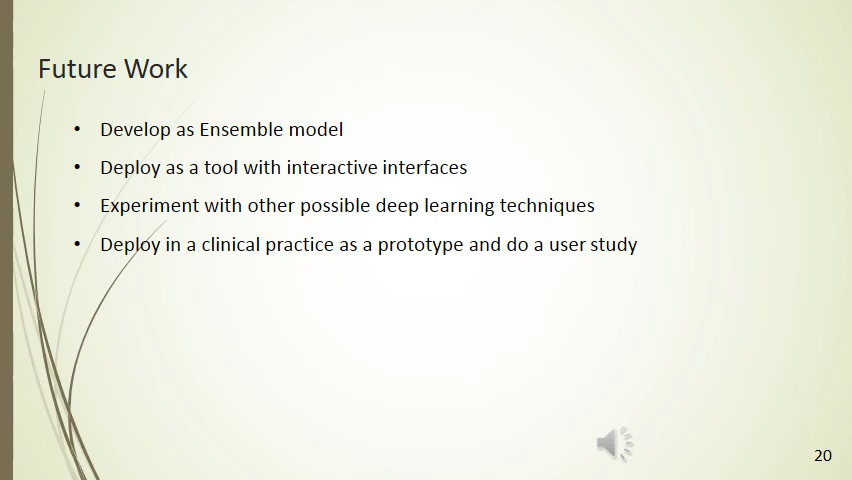 Future Work
• Develop as Ensemble model
• Deploy as a tool with interactive interfaces
• Experiment with other possible deep learning techniques
• Deploy in a clinical practice as a prototype and do a user study
20